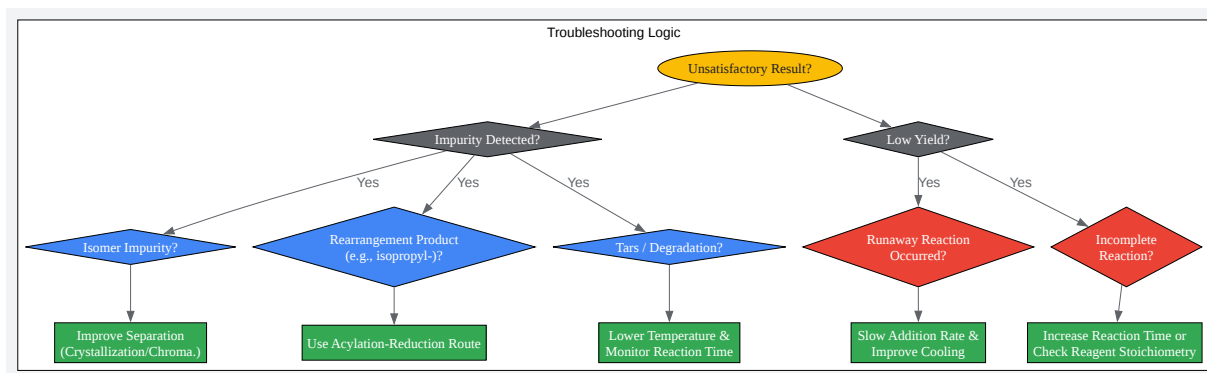 Troubleshooting Logic
Unsatisfactory Result?
Impurity Detected?
Low Yield?
Yes
Yes
Yes
Yes
Yes
Isomer Impurity?
Rearrangement Product
(e.g., isopropyl-)?
Tars / Degradation?
Runaway Reaction
Occurred?
Incomplete
Reaction?
Improve Separation
(Crystallization/Chroma.)
Use Acylation-Reduction Route
Lower Temperature &
Monitor Reaction Time
Slow Addition Rate &
Improve Cooling
Increase Reaction Time or
Check Reagent Stoichiometry